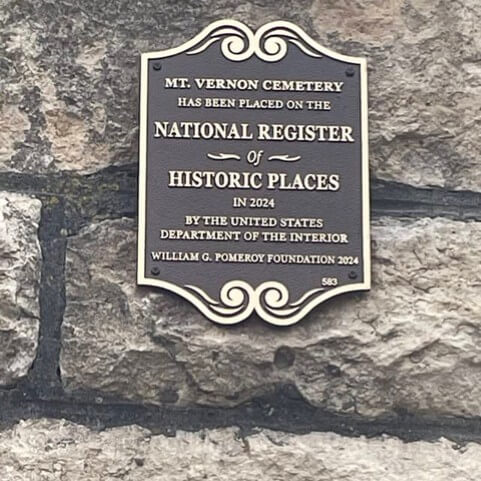 MT. VERNON CEMETERY
HAS BEEN PLACED ON THE
NATIONAL REGISTER
Of
HISTORIC PLACES
IN 2024
BY THE UNITED STATES
DEPARTMENT OF THE INTERIOR
WILLIAM G. POMEROY FOUNDATION 2024
583